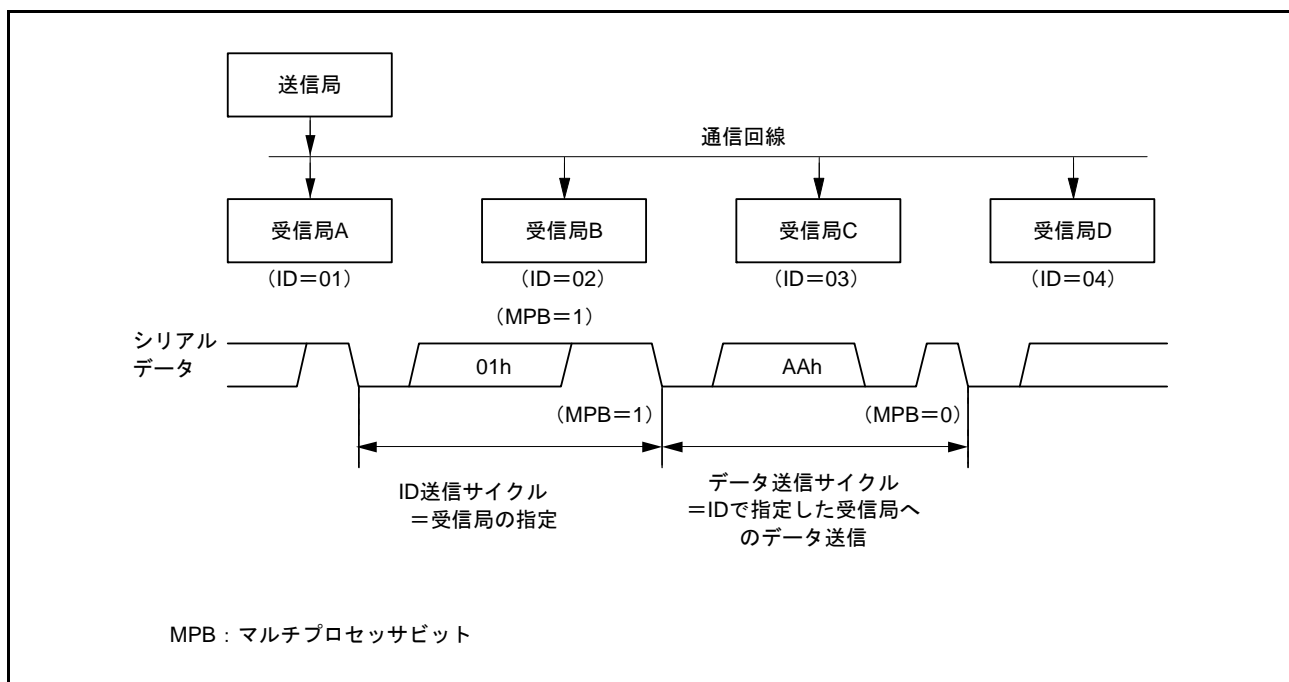 送信局
通信回線
受信局A
受信局B
受信局C
受信局D
（ID＝01）
（ID＝02）
（ID＝03）
（ID＝04）
（MPB＝1）
シリアル
データ
01h
AAh
（MPB＝1）
（MPB＝0）
ID送信サイクル
＝受信局の指定
データ送信サイクル
＝IDで指定した受信局へ
のデータ送信
MPB：マルチプロセッサビット